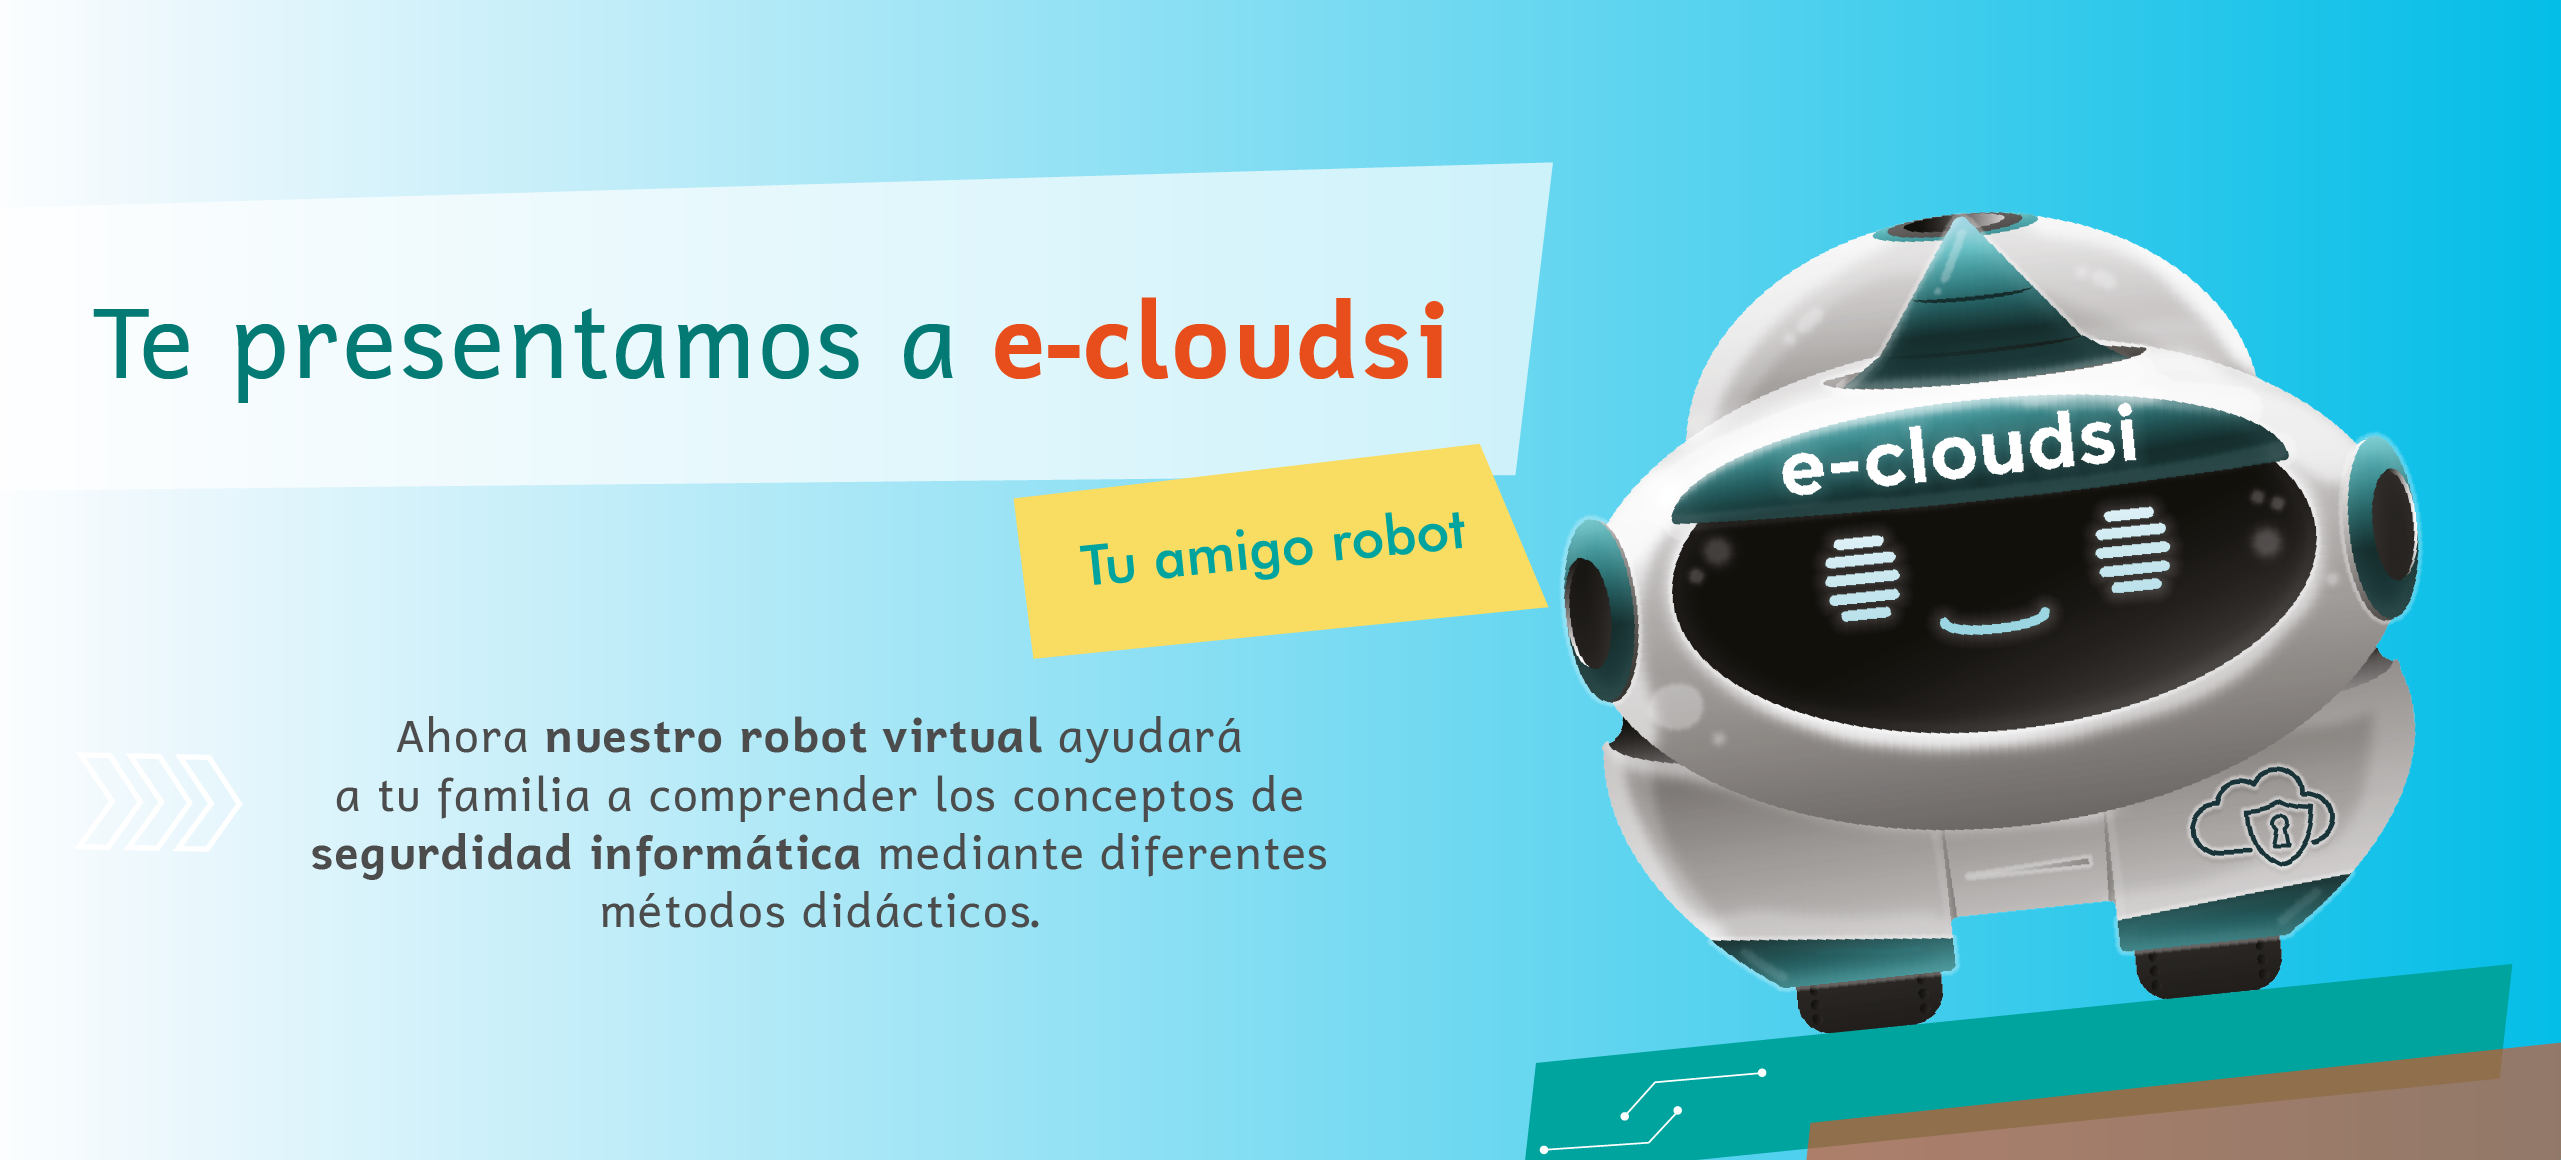 Te presentamos a e-cloudsi
Tu amigo robot
Ahora nuestro robot virtual ayudará
a tu familia a comprender los conceptos de
segurdidad informática mediante diferentes
métodos didácticos.
e-cloudsi